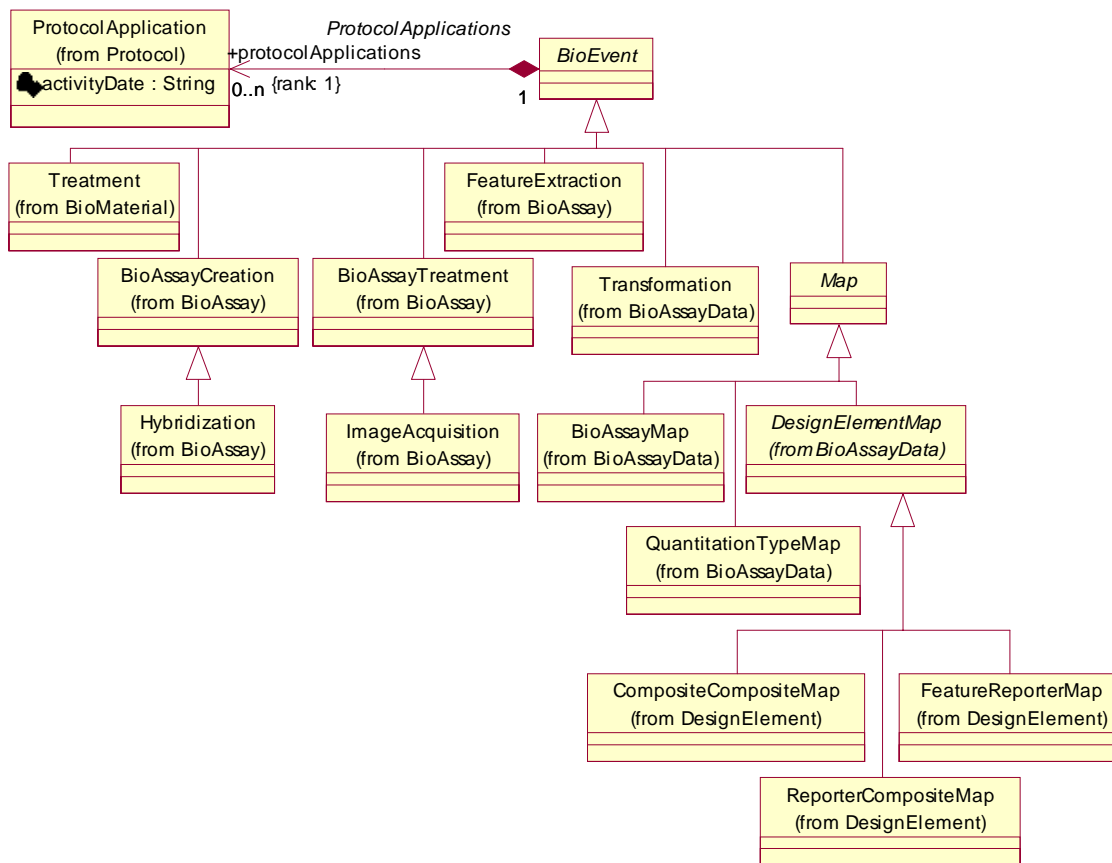 ProtocolApplication
(from Protocol)
activityDate : String
ProtocolApplications
+protocolApplications
0..n
{rank: 1}
1
BioEvent
Treatment
(from BioMaterial)
FeatureExtraction
(from BioAssay)
BioAssayCreation
(from BioAssay)
BioAssayTreatment
(from BioAssay)
Transformation
(from BioAssayData)
Map
Hybridization
(from BioAssay)
ImageAcquisition
(from BioAssay)
BioAssayMap
(from BioAssayData)
DesignElementMap
(from BioAssayData)
QuantitationTypeMap
(from BioAssayData)
CompositeCompositeMap
(from DesignElement)
FeatureReporterMap
(from DesignElement)
ReporterCompositeMap
(from DesignElement)